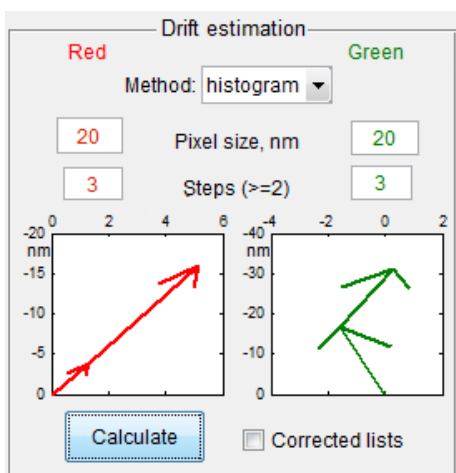 Drift estimation
Red Green
Method: histogram
20 Pixel size, nm 20
3 Steps (>=2) 3
0 2 4 6 -4 -2 0 2
-20 -40
nm nm
-15 -30
-10 -20
-5 -10
0 0
Calculate Corrected lists